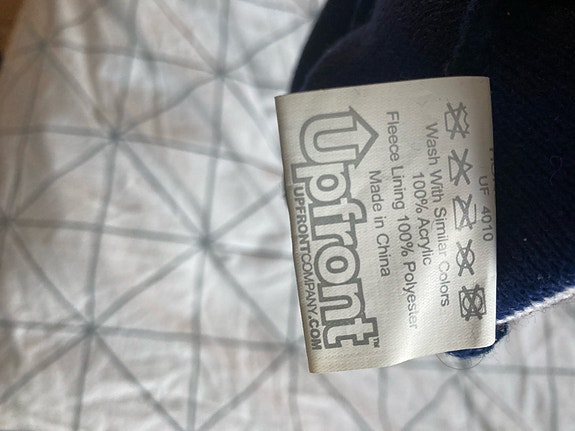 UF 4010
Wash With Similar Colors
100% Acrylic
Fleece Lining 100% Polyester
Made in China
Upfront™
UPFRONTCOMPANY.COM